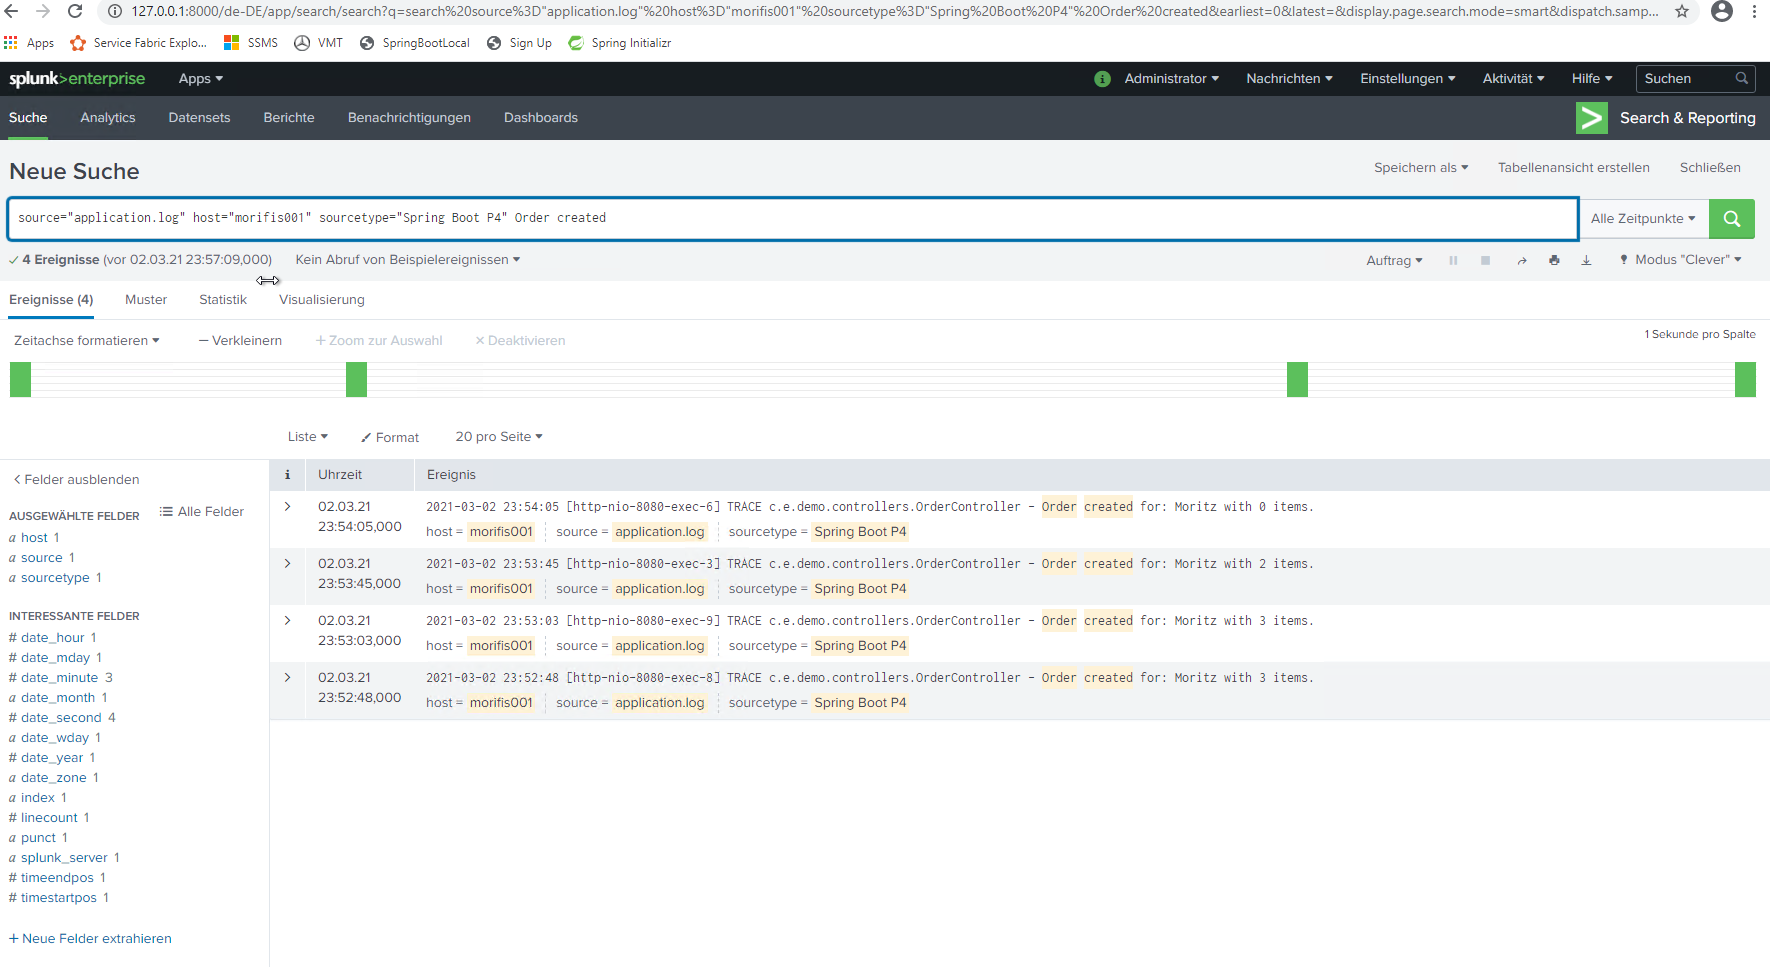 127.0.0.1:8000/de-DE/app/search/search?q=search%20source%3D"application.log"%20host%3D"morifis001"%20sourcetype%3D"Spring%20Boot%20P4"%20Order%20created&earliest=0&latest=&display.page.search.mode=smart&dispatch.samp...
Apps Service Fabric Explo... SSMS VMT SpringBootLocal Sign Up Spring Initializr
splunk>enterprise Apps Administrator Nachrichten Einstellungen Aktivität Hilfe Suchen
Suche Analytics Datensets Berichte Benachrichtigungen Dashboards Search & Reporting
Neue Suche Speichern als Tabellenansicht erstellen Schließen
source="application.log" host="morifis001" sourcetype="Spring Boot P4" Order created Alle Zeitpunkte
✓ 4 Ereignisse (vor 02.03.21 23:57:09,000) Kein Abruf von Beispielereignissen Auftrag Modus "Clever"
Ereignisse (4) Muster Statistik Visualisierung
Zeitachse formatieren — Verkleinern + Zoom zur Auswahl × Deaktivieren 1 Sekunde pro Spalte
Liste Format 20 pro Seite
< Felder ausblenden
AUSGEWÄHLTE FELDER Alle Felder
a host 1
a source 1
a sourcetype 1
INTERESSANTE FELDER
# date_hour 1
# date_mday 1
# date_minute 3
a date_month 1
# date_second 4
a date_wday 1
# date_year 1
a date_zone 1
a index 1
# linecount 1
a punct 1
a splunk_server 1
# timeendpos 1
# timestartpos 1
+ Neue Felder extrahieren
i Uhrzeit Ereignis
> 02.03.21 2021-03-02 23:54:05 [http-nio-8080-exec-6] TRACE c.e.demo.controllers.OrderController - Order created for: Moritz with 0 items.
23:54:05,000 host = morifis001 source = application.log sourcetype = Spring Boot P4
> 02.03.21 2021-03-02 23:53:45 [http-nio-8080-exec-3] TRACE c.e.demo.controllers.OrderController - Order created for: Moritz with 2 items.
23:53:45,000 host = morifis001 source = application.log sourcetype = Spring Boot P4
> 02.03.21 2021-03-02 23:53:03 [http-nio-8080-exec-9] TRACE c.e.demo.controllers.OrderController - Order created for: Moritz with 3 items.
23:53:03,000 host = morifis001 source = application.log sourcetype = Spring Boot P4
> 02.03.21 2021-03-02 23:52:48 [http-nio-8080-exec-8] TRACE c.e.demo.controllers.OrderController - Order created for: Moritz with 3 items.
23:52:48,000 host = morifis001 source = application.log sourcetype = Spring Boot P4